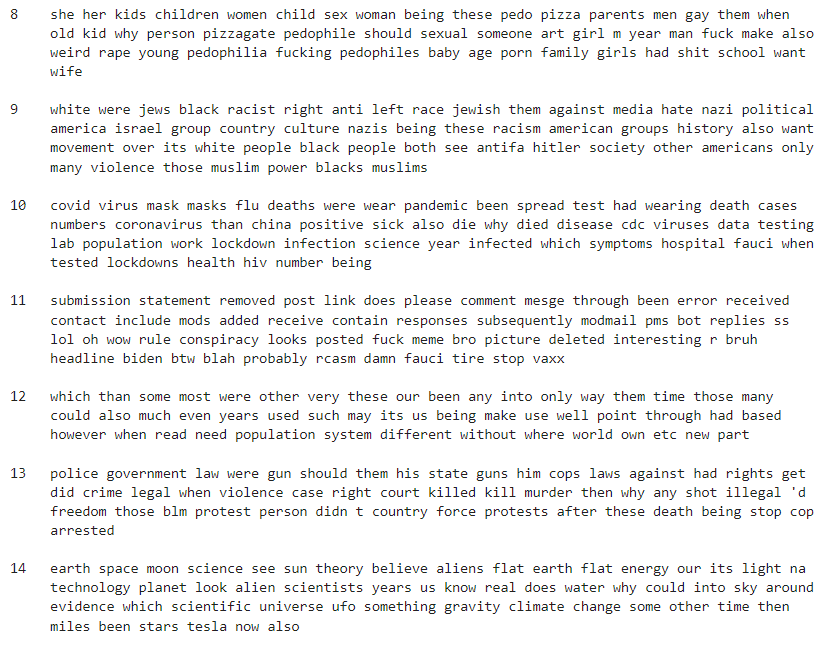 8 she her kids children women child sex woman being these pedo pizza parents men gay them when
old kid why person pizzagate pedophile should sexual someone art girl m year man fuck make also
weird rape young pedophilia fucking pedophiles baby age porn family girls had shit school want
wife
9 white were jews black racist right anti left race jewish them against media hate nazi political
america israel group country culture nazis being these racism american groups history also want
movement over its white people black people both see antifa hitler society other americans only
many violence those muslim power blacks muslims
10 covid virus mask masks flu deaths were wear pandemic been spread test had wearing death cases
numbers coronavirus than china positive sick also die why died disease cdc viruses data testing
lab population work lockdown infection science year infected which symptoms hospital fauci when
tested lockdowns health hiv number being
11 submission statement removed post link does please comment mesge through been error received
contact include mods added receive contain responses subsequently modmail pms bot replies ss
lol oh wow rule conspiracy looks posted fuck meme bro picture deleted interesting r bruh
headline biden btw blah probably rcasm damn fauci tire stop vaxx
12 which than some most were other very these our been any into only way them time those many
could also much even years used such may its us being make use well point through had based
however when read need population system different without where world own etc new part
13 police government law were gun should them his state guns him cops laws against had rights get
did crime legal when violence case right court killed kill murder then why any shot illegal 'd
freedom those blm protest person didn t country force protests after these death being stop cop
arrested
14 earth space moon science see sun theory believe aliens flat earth flat energy our its light na
technology planet look alien scientists years us know real does water why could into sky around
evidence which scientific universe ufo something gravity climate change some other time then
miles been stars tesla now also